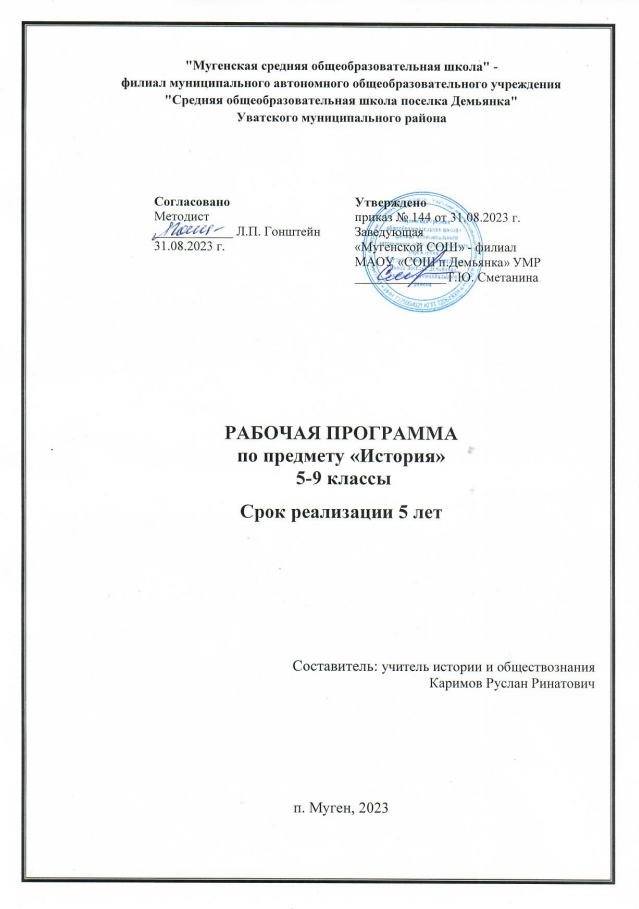 "Мугенская средняя общеобразовательная школа" -
филиал муниципального автономного общеобразовательного учреждения
"Средняя общеобразовательная школа поселка Демьянка"
Уватского муниципального района
Согласовано
Методист
____________ Л.П. Гонштейн
31.08.2023 г.
Утверждено
приказ № 144 от 31.08.2023 г.
Заведующая
«Мугенской СОШ» - филиал
МАОУ «СОШ п.Демьянка» УМР
______________Т.Ю. Сметанина
РАБОЧАЯ ПРОГРАММА
по предмету «История»
5-9 классы
Срок реализации 5 лет
Составитель: учитель истории и обществознания
Каримов Руслан Ринатович
п. Муген, 2023